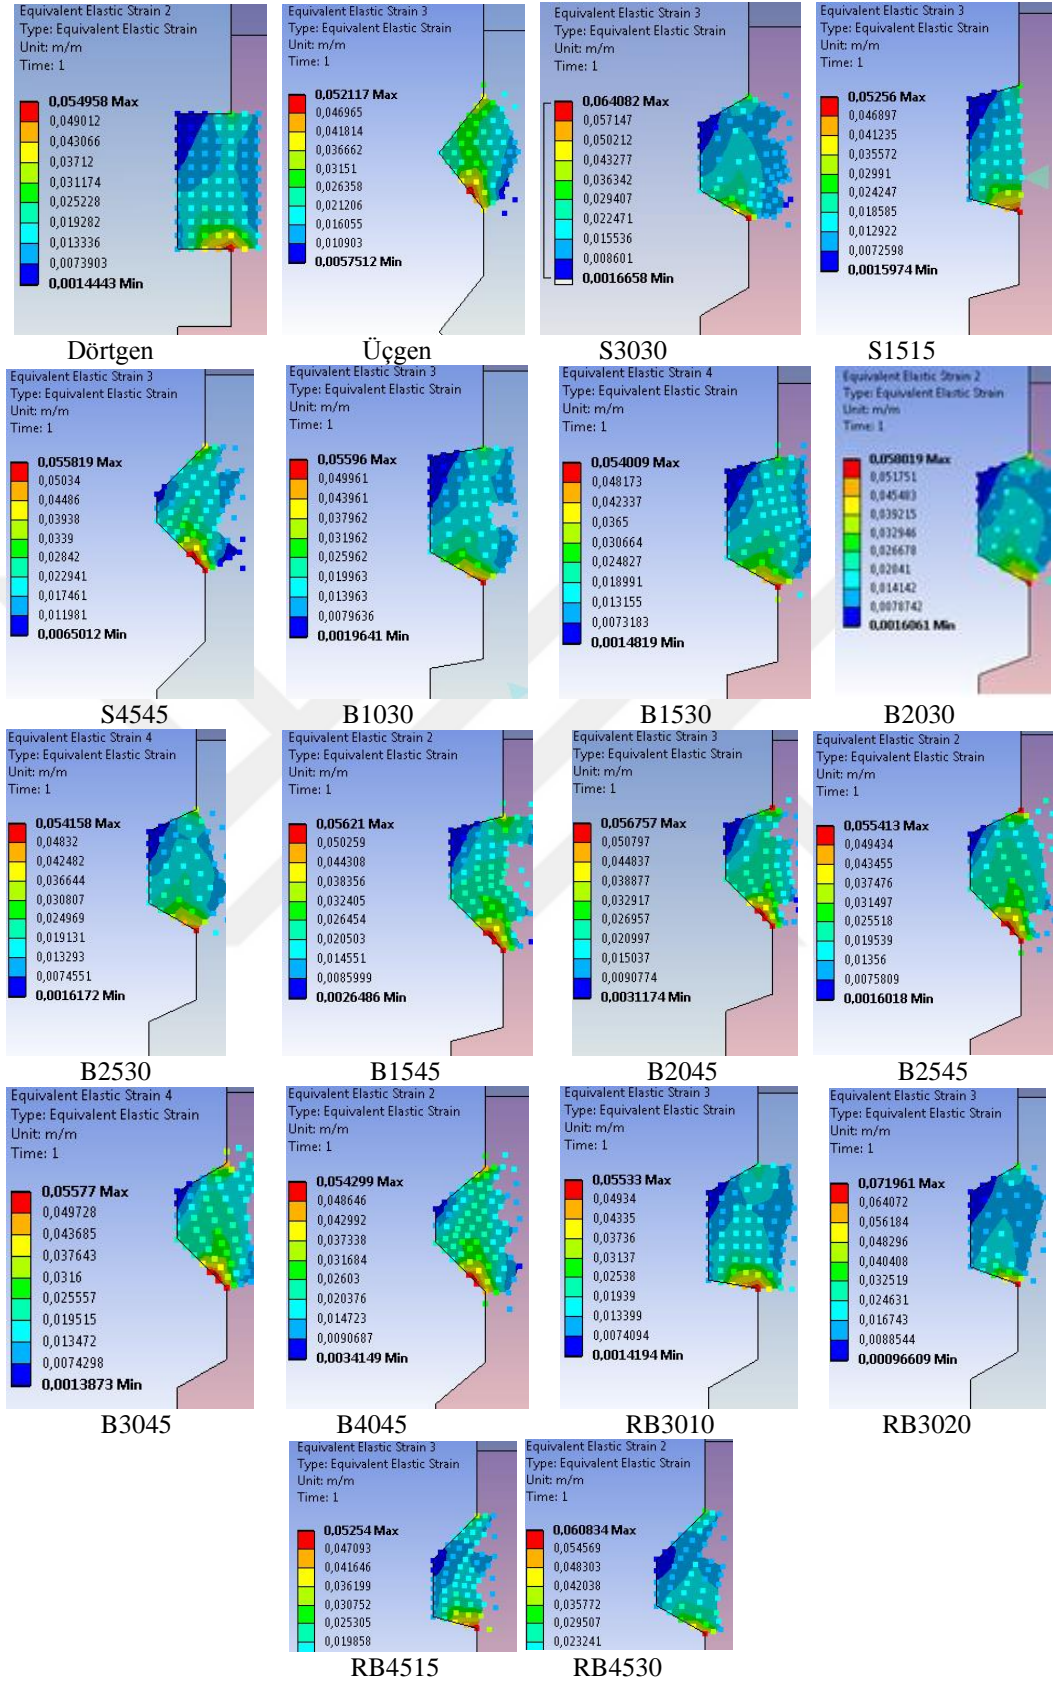 Equivalent Elastic Strain 2
Type: Equivalent Elastic Strain
Unit: m/m
Time: 1
0,054958 Max
0,049012
0,043066
0,03712
0,031174
0,025228
0,019282
0,013336
0,0073903
0,0014443 Min
Dörtgen
Equivalent Elastic Strain 3
Type: Equivalent Elastic Strain
Unit: m/m
Time: 1
0,052117 Max
0,046965
0,041814
0,036662
0,03151
0,026358
0,021206
0,016055
0,010903
0,0057512 Min
Üçgen
Equivalent Elastic Strain 3
Type: Equivalent Elastic Strain
Unit: m/m
Time: 1
0,064082 Max
0,057147
0,050212
0,043277
0,036342
0,029407
0,022471
0,015536
0,008601
0,0016658 Min
S3030
Equivalent Elastic Strain 3
Type: Equivalent Elastic Strain
Unit: m/m
Time: 1
0,05256 Max
0,046897
0,041235
0,035572
0,02991
0,024247
0,018585
0,012922
0,0072598
0,0015974 Min
S1515
Equivalent Elastic Strain 3
Type: Equivalent Elastic Strain
Unit: m/m
Time: 1
0,055819 Max
0,05034
0,04486
0,03938
0,0339
0,02842
0,022941
0,017461
0,011981
0,0065012 Min
S4545
Equivalent Elastic Strain 3
Type: Equivalent Elastic Strain
Unit: m/m
Time: 1
0,05596 Max
0,049961
0,043961
0,037962
0,031962
0,025962
0,019963
0,013963
0,0079636
0,0019641 Min
B1030
Equivalent Elastic Strain 4
Type: Equivalent Elastic Strain
Unit: m/m
Time: 1
0,054009 Max
0,048173
0,042337
0,0365
0,030664
0,024827
0,018991
0,013155
0,0073183
0,0014819 Min
B1530
Equivalent Elastic Strain 2
Type: Equivalent Elastic Strain
Unit: m/m
Time: 1
0,058019 Max
0,051751
0,045483
0,039215
0,032946
0,026678
0,02041
0,014142
0,0078742
0,0016061 Min
B2030
Equivalent Elastic Strain 4
Type: Equivalent Elastic Strain
Unit: m/m
Time: 1
0,054158 Max
0,04832
0,042482
0,036644
0,030807
0,024969
0,019131
0,013293
0,0074551
0,0016172 Min
B2530
Equivalent Elastic Strain 2
Type: Equivalent Elastic Strain
Unit: m/m
Time: 1
0,05621 Max
0,050259
0,044308
0,038356
0,032405
0,026454
0,020503
0,014551
0,0085999
0,0026486 Min
B1545
Equivalent Elastic Strain 3
Type: Equivalent Elastic Strain
Unit: m/m
Time: 1
0,056757 Max
0,050797
0,044837
0,038877
0,032917
0,026957
0,020997
0,015037
0,0090774
0,0031174 Min
B2045
Equivalent Elastic Strain 2
Type: Equivalent Elastic Strain
Unit: m/m
Time: 1
0,055413 Max
0,049434
0,043455
0,037476
0,031497
0,025518
0,019539
0,01356
0,0075809
0,0016018 Min
B2545
Equivalent Elastic Strain 4
Type: Equivalent Elastic Strain
Unit: m/m
Time: 1
0,05577 Max
0,049728
0,043685
0,037643
0,0316
0,025557
0,019515
0,013472
0,0074298
0,0013873 Min
B3045
Equivalent Elastic Strain 2
Type: Equivalent Elastic Strain
Unit: m/m
Time: 1
0,054299 Max
0,048646
0,042992
0,037338
0,031684
0,02603
0,020376
0,014723
0,0090687
0,0034149 Min
B4045
Equivalent Elastic Strain 3
Type: Equivalent Elastic Strain
Unit: m/m
Time: 1
0,05533 Max
0,04934
0,04335
0,03736
0,03137
0,02538
0,01939
0,013399
0,0074094
0,0014194 Min
RB3010
Equivalent Elastic Strain 3
Type: Equivalent Elastic Strain
Unit: m/m
Time: 1
0,071961 Max
0,064072
0,056184
0,048296
0,040408
0,032519
0,024631
0,016743
0,0088544
0,00096609 Min
RB3020
Equivalent Elastic Strain 3
Type: Equivalent Elastic Strain
Unit: m/m
Time: 1
0,05254 Max
0,047093
0,041646
0,036199
0,030752
0,025305
0,019858
RB4515
Equivalent Elastic Strain 2
Type: Equivalent Elastic Strain
Unit: m/m
Time: 1
0,060834 Max
0,054569
0,048303
0,042038
0,035772
0,029507
0,023241
RB4530